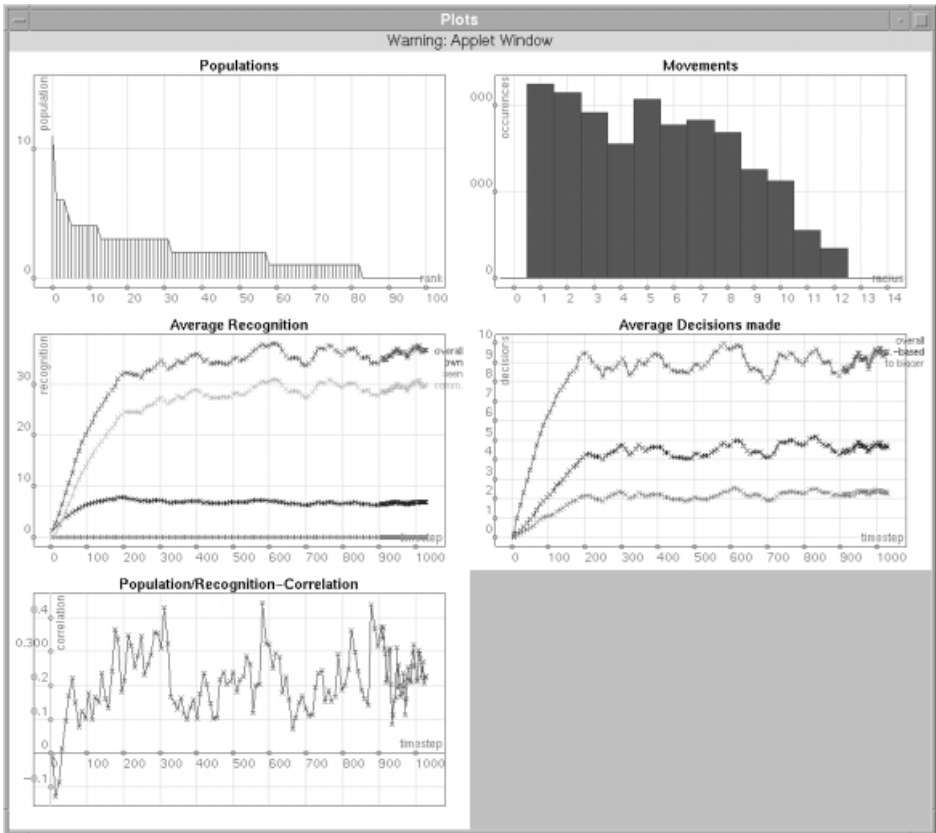 Plots
Warning: Applet Window
Populations
population
10
0
rank
0 10 20 30 40 50 60 70 80 90 100
Movements
occurences
000
000
0
radius
0 1 2 3 4 5 6 7 8 9 10 11 12 13 14
Average Recognition
recognition
30
20
10
0
overall
own
seen
comm.
timestep
0 100 200 300 400 500 600 700 800 900 1000
Average Decisions made
decisions
10
9
8
7
6
5
4
3
2
1
0
overall
-based
to bigger
timestep
0 100 200 300 400 500 600 700 800 900 1000
Population/Recognition-Correlation
correlation
0.4
0.300
0.2
0.1
0
-0.1
timestep
0 100 200 300 400 500 600 700 800 900 1000